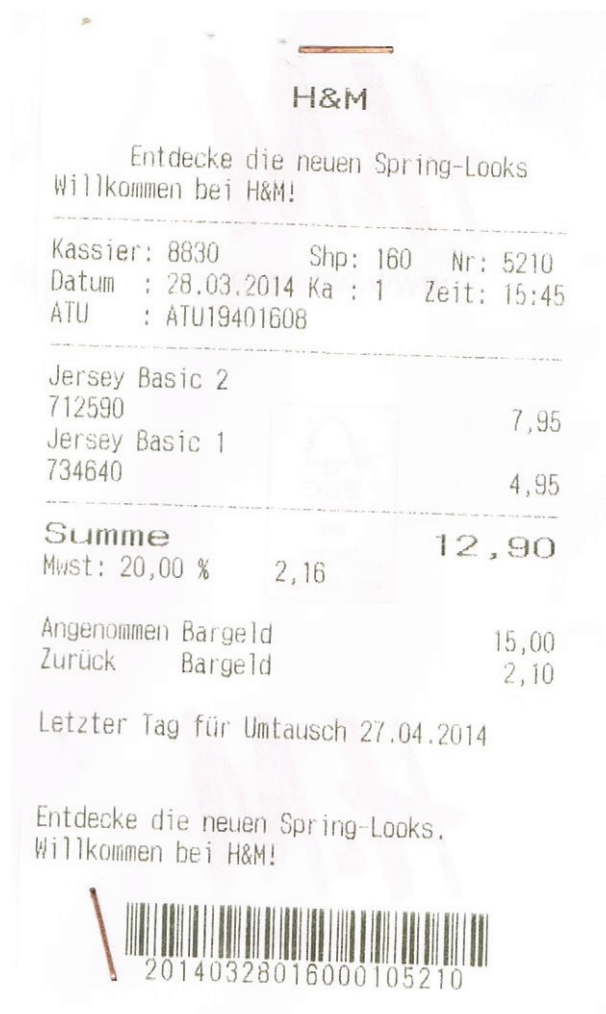 H&M
Entdecke die neuen Spring-Looks
Willkommen bei H&M!
Kassier: 8830 Shp: 160 Nr: 5210
Datum : 28.03.2014 Ka : 1 Zeit: 15:45
ATU : ATU19401608
Jersey Basic 2
712590 7,95
Jersey Basic 1
734640 4,95
Summe 12,90
Mwst: 20,00 % 2,16
Angenommen Bargeld 15,00
Zurück Bargeld 2,10
Letzter Tag für Umtausch 27.04.2014
Entdecke die neuen Spring-Looks.
Willkommen bei H&M!
20140328016000105210